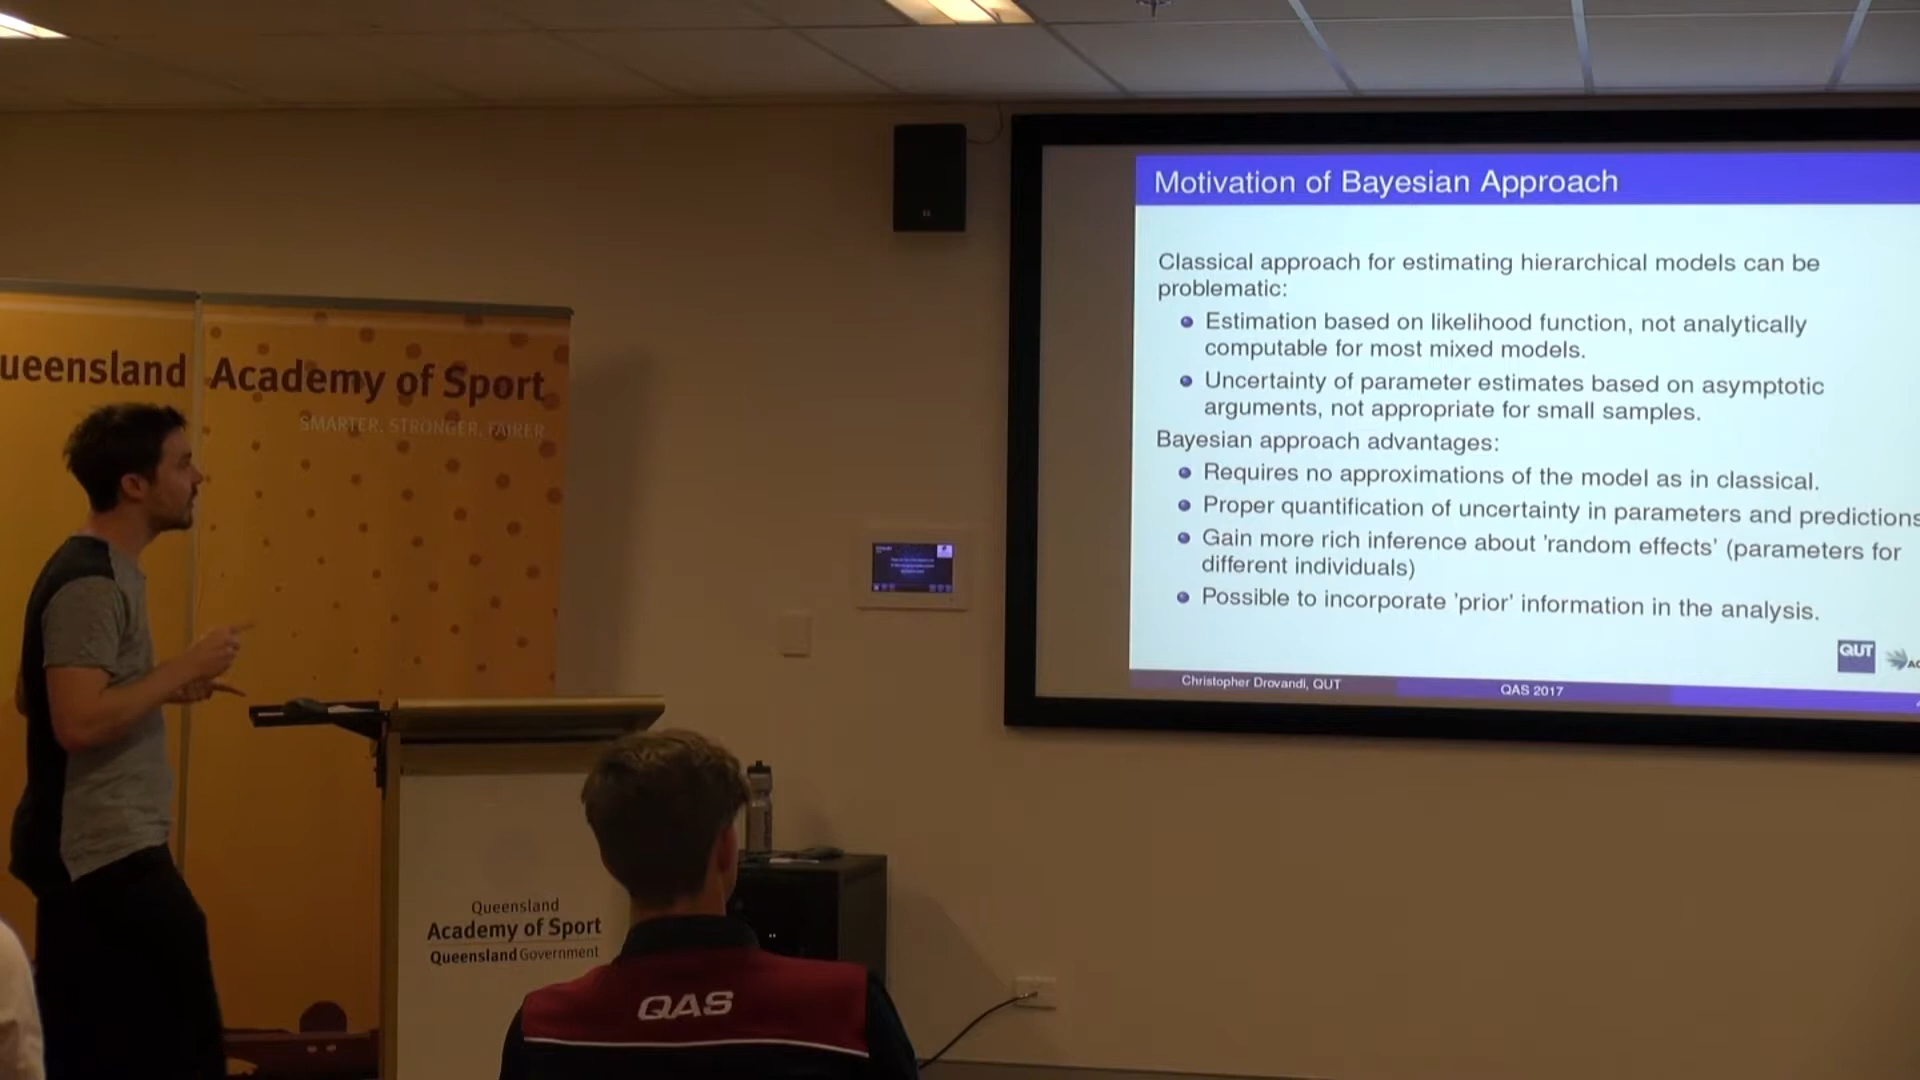 Motivation of Bayesian Approach
Classical approach for estimating hierarchical models can be
problematic:
Estimation based on likelihood function, not analytically
computable for most mixed models.
Uncertainty of parameter estimates based on asymptotic
arguments, not appropriate for small samples.
Bayesian approach advantages:
Requires no approximations of the model as in classical.
Proper quantification of uncertainty in parameters and predictions
Gain more rich inference about 'random effects' (parameters for
different individuals)
Possible to incorporate 'prior' information in the analysis.
QUT
Christopher Drovandi, QUT
QAS 2017
ueensland Academy of Sport
SMARTER. STRONGER. FAIRER
Queensland
Academy of Sport
Queensland Government
QAS